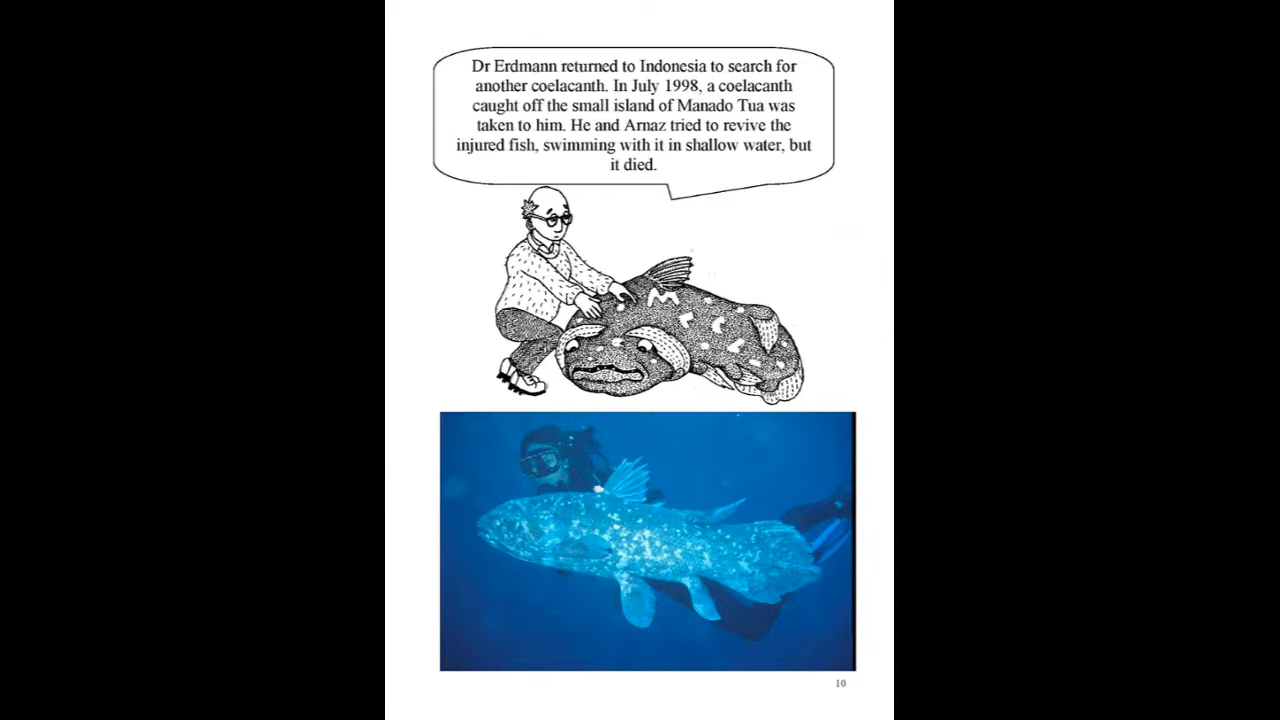 Dr Erdmann returned to Indonesia to search for
another coelacanth. In July 1998, a coelacanth
caught off the small island of Manado Tua was
taken to him. He and Arnaz tried to revive the
injured fish, swimming with it in shallow water, but
it died.
10